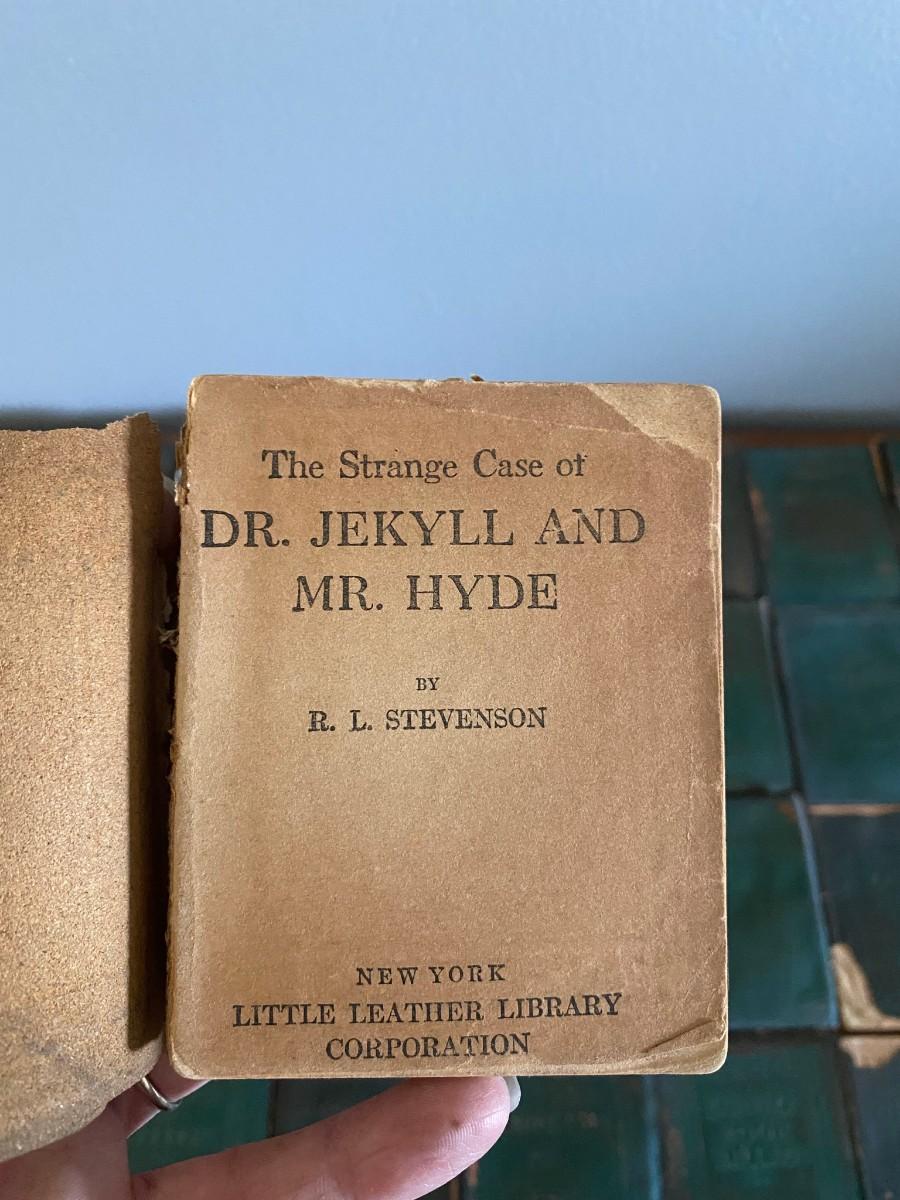 The Strange Case of
DR. JEKYLL AND
MR. HYDE
BY
R. L. STEVENSON
NEW YORK
LITTLE LEATHER LIBRARY
CORPORATION